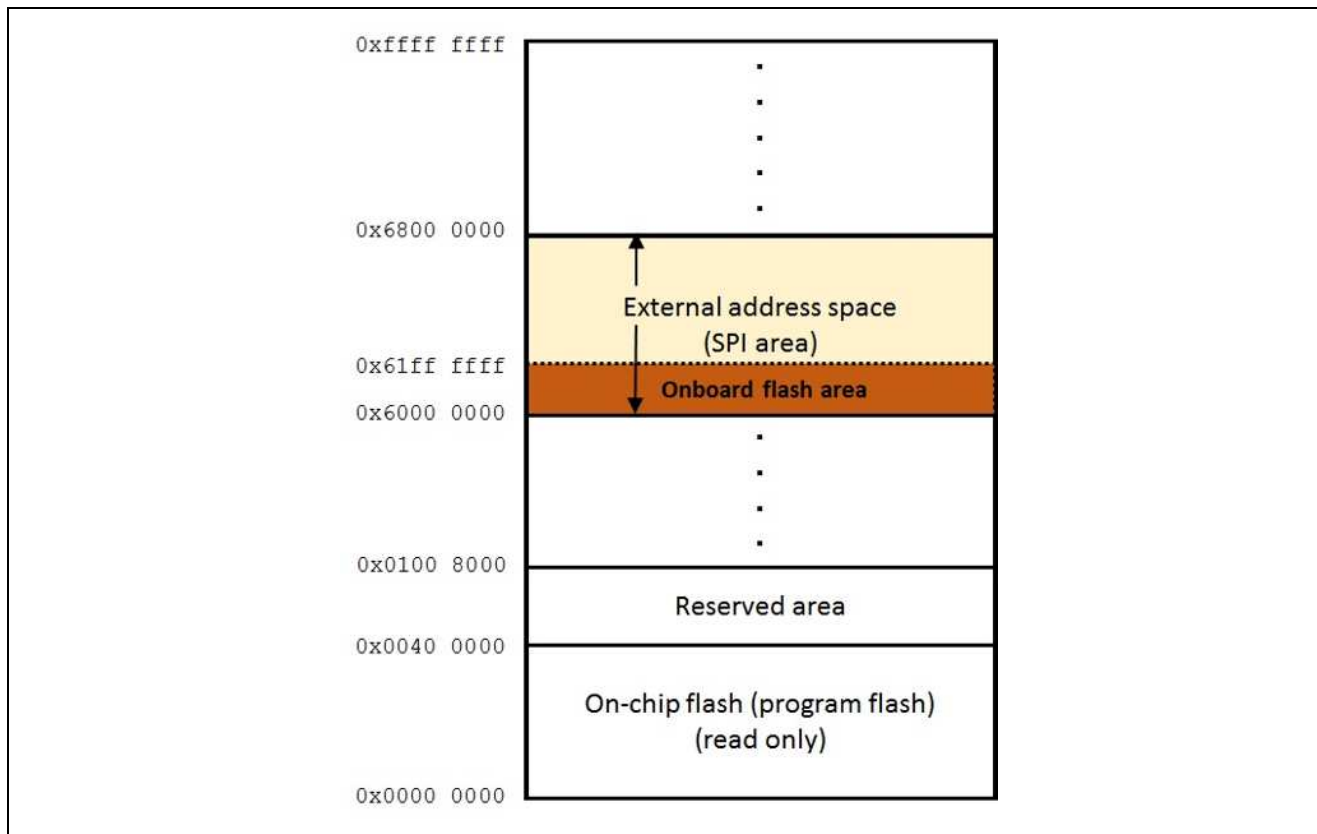 0xffff ffff
0x6800 0000
External address space
(SPI area)
0x61ff ffff
Onboard flash area
0x6000 0000
0x0100 8000
Reserved area
0x0040 0000
On-chip flash (program flash)
(read only)
0x0000 0000